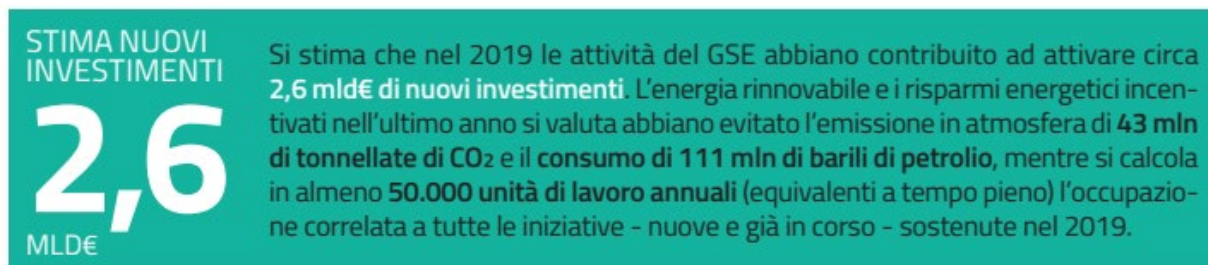 STIMA NUOVI
INVESTIMENTI
2,6
MLD€
Si stima che nel 2019 le attività del GSE abbiano contribuito ad attivare circa
2,6 mld€ di nuovi investimenti. L'energia rinnovabile e i risparmi energetici incen-
tivati nell'ultimo anno si valuta abbiano evitato l'emissione in atmosfera di 43 mln
di tonnellate di CO2 e il consumo di 111 mln di barili di petrolio, mentre si calcola
in almeno 50.000 unità di lavoro annuali (equivalenti a tempo pieno) l'occupazio-
ne correlata a tutte le iniziative - nuove e già in corso - sostenute nel 2019.